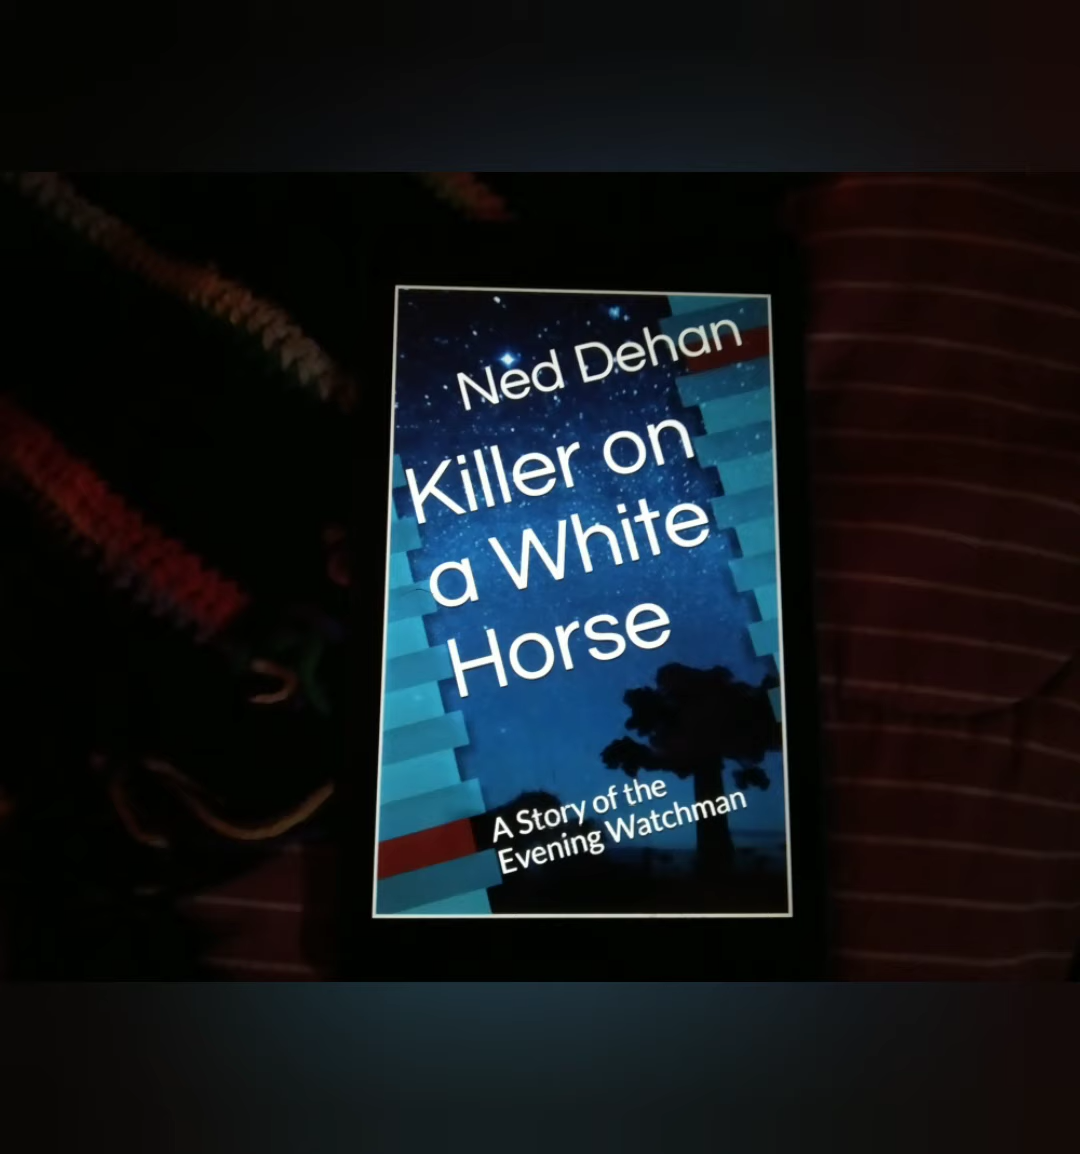 Ned Dehan
Killer on
a White
Horse
A Story of the
Evening Watchman